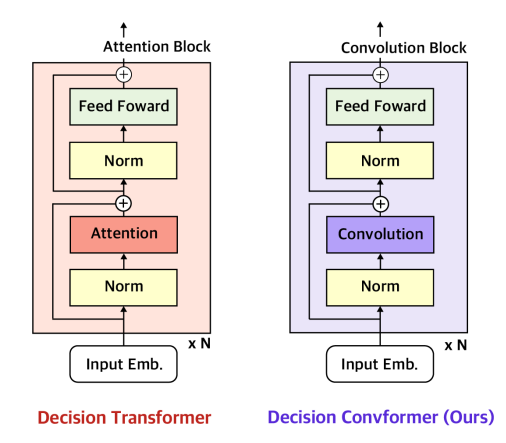 Attention Block
Feed Foward
Norm
Attention
Norm
x N
Input Emb.
Decision Transformer
Convolution Block
Feed Foward
Norm
Convolution
Norm
x N
Input Emb.
Decision Convformer (Ours)